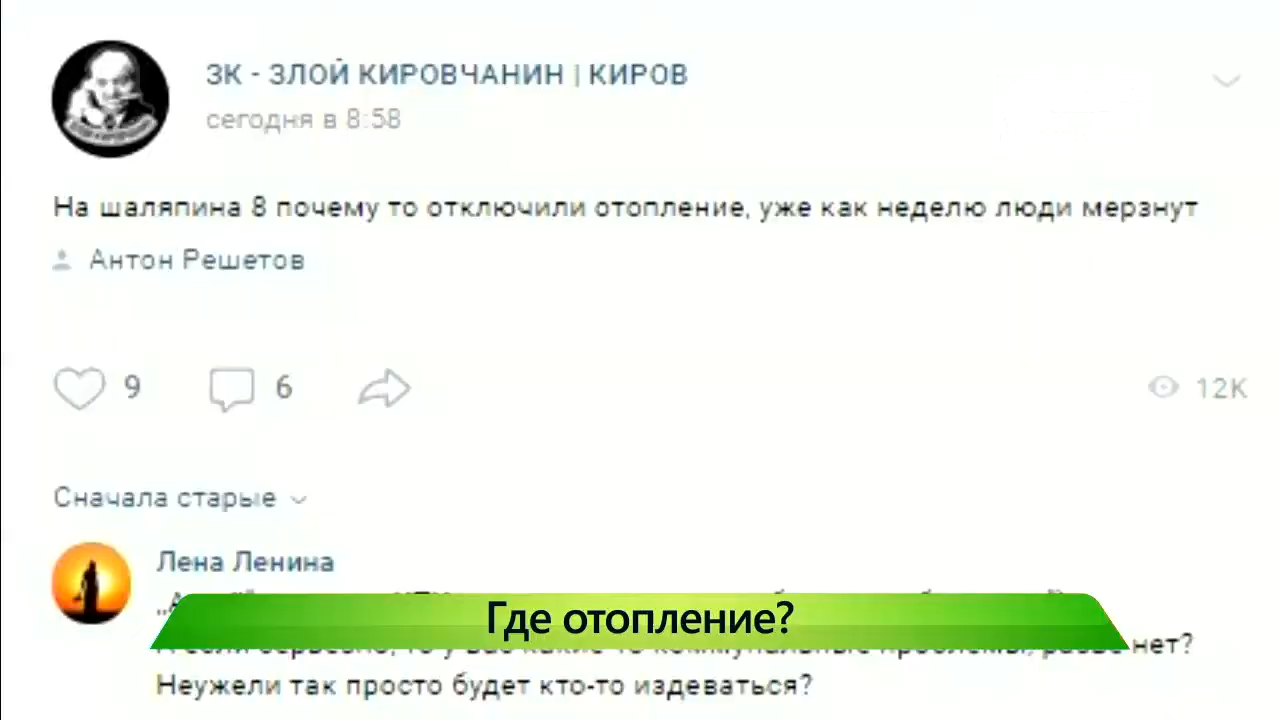 ЗК - ЗЛОЙ КИРОВЧАНИН | КИРОВ
сегодня в 8:58
На шаляпина 8 почему то отключили отопление, уже как неделю люди мерзнут
Антон Решетов
9 6 12K
Сначала старые
Лена Ленина
Где отопление?
нет?
Неужели так просто будет кто-то издеваться?